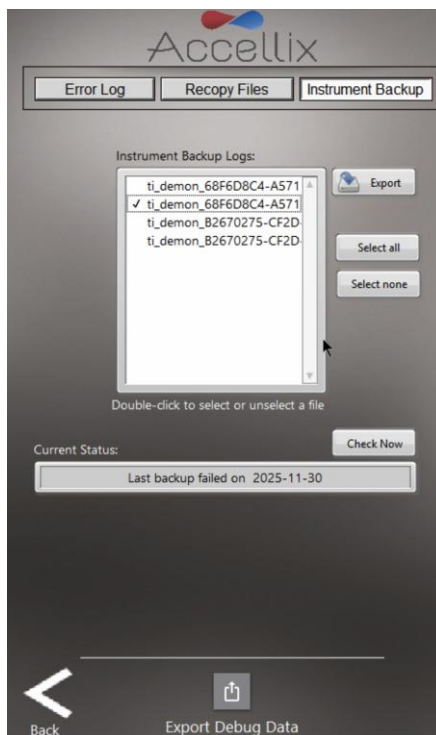 Accellix
Error Log
Recopy Files
Instrument Backup
Instrument Backup Logs:
ti_demon_68F6D8C4-A571
Export
✓ ti_demon_68F6D8C4-A571
ti_demon_B2670275-CF2D-
ti_demon_B2670275-CF2D-
Select all
Select none
Double-click to select or unselect a file
Current Status:
Check Now
Last backup failed on 2025-11-30
Back
Export Debug Data